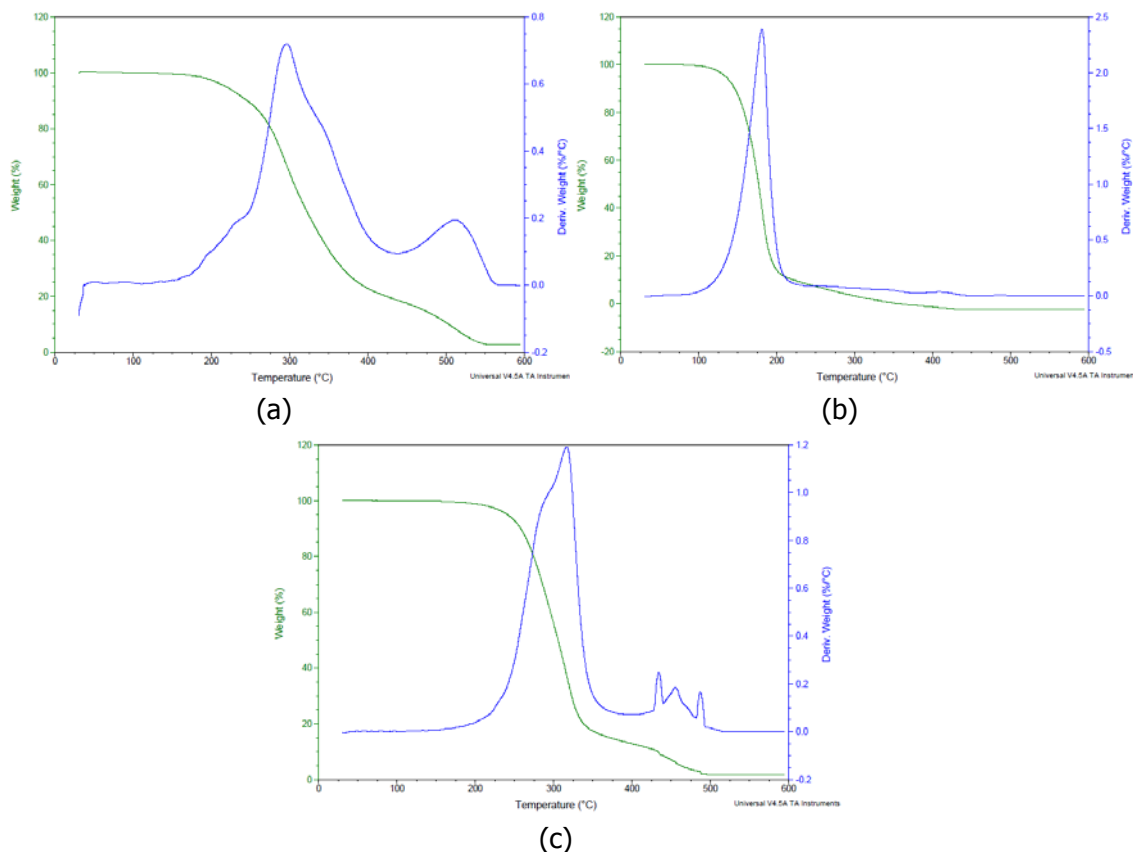 120
100
80
60
40
20
0
Weight (%)
0.8
0.6
0.4
0.2
0.0
-0.2
Deriv. Weight (%/°C)
0 100 200 300 400 500 600
Temperature (°C)
Universal V4.5A TA Instrumen
(a)
120
100
80
60
40
20
0
-20
Weight (%)
2.5
2.0
1.5
1.0
0.5
0.0
-0.5
Deriv. Weight (%/°C)
0 100 200 300 400 500 600
Temperature (°C)
Universal V4.5A TA Instrumen
(b)
120
100
80
60
40
20
0
Weight (%)
1.2
1.0
0.8
0.6
0.4
0.2
0.0
-0.2
Deriv. Weight (%/°C)
0 100 200 300 400 500 600
Temperature (°C)
Universal V4.5A TA Instruments
(c)